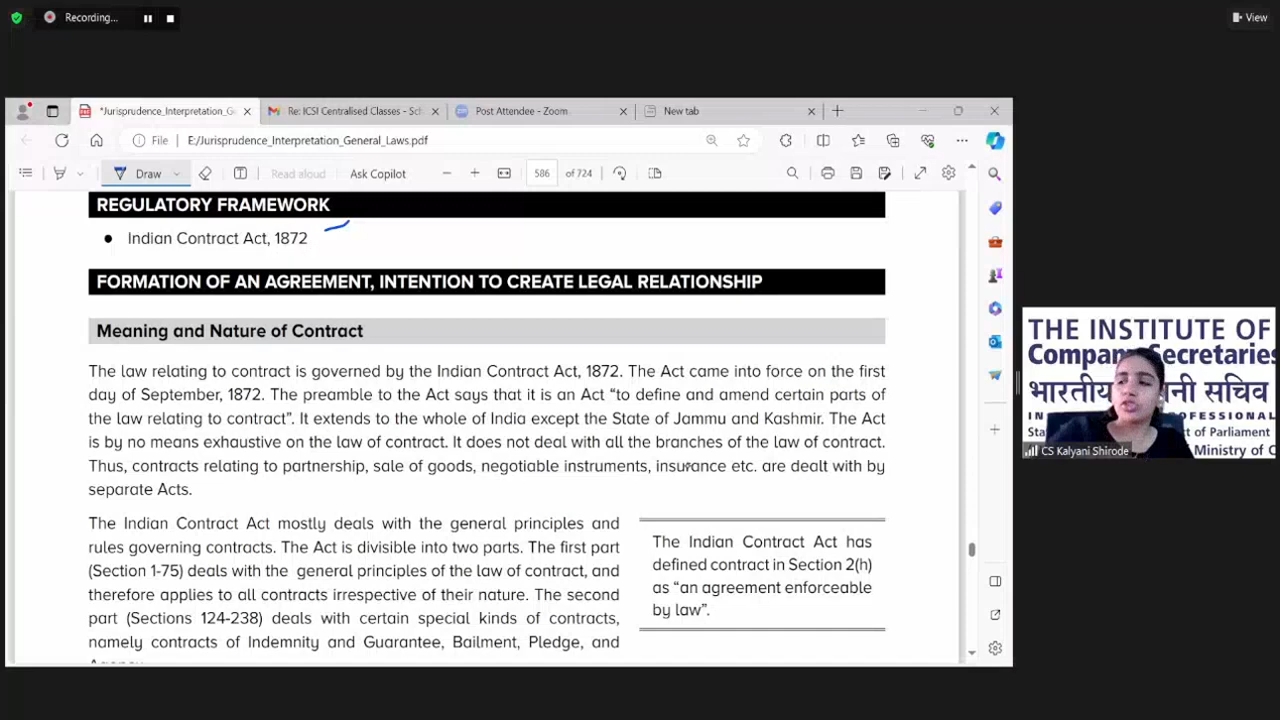 Recording...
View
*Jurisprudence_Interpretation_Ge
Re: ICSI Centralised Classes - Sch
Post Attendee - Zoom
New tab
File
E:/Jurisprudence_Interpretation_General_Laws.pdf
Draw
Read aloud
Ask Copilot
586
of 724
REGULATORY FRAMEWORK
● Indian Contract Act, 1872
FORMATION OF AN AGREEMENT, INTENTION TO CREATE LEGAL RELATIONSHIP
Meaning and Nature of Contract
The law relating to contract is governed by the Indian Contract Act, 1872. The Act came into force on the first
day of September, 1872. The preamble to the Act says that it is an Act “to define and amend certain parts of
the law relating to contract”. It extends to the whole of India except the State of Jammu and Kashmir. The Act
is by no means exhaustive on the law of contract. It does not deal with all the branches of the law of contract.
Thus, contracts relating to partnership, sale of goods, negotiable instruments, insurance etc. are dealt with by
separate Acts.
The Indian Contract Act mostly deals with the general principles and
rules governing contracts. The Act is divisible into two parts. The first part
(Section 1-75) deals with the general principles of the law of contract, and
therefore applies to all contracts irrespective of their nature. The second
part (Sections 124-238) deals with certain special kinds of contracts,
namely contracts of Indemnity and Guarantee, Bailment, Pledge, and
The Indian Contract Act has
defined contract in Section 2(h)
as “an agreement enforceable
by law”.
THE INSTITUTE OF
Company Secretaries
भारतीय
सचिव
CS Kalyani Shirode
of Parliament
Ministry of C